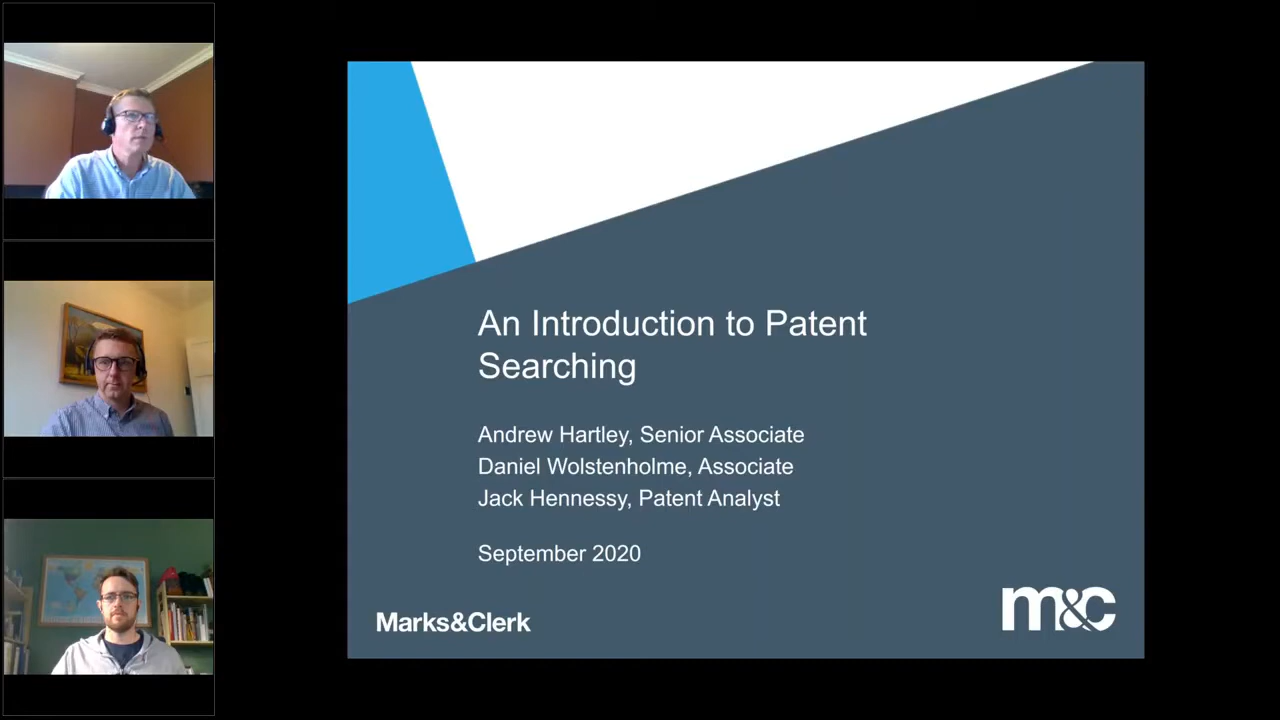 An Introduction to Patent
Searching
Andrew Hartley, Senior Associate
Daniel Wolstenholme, Associate
Jack Hennessy, Patent Analyst
September 2020
Marks&Clerk
m&c